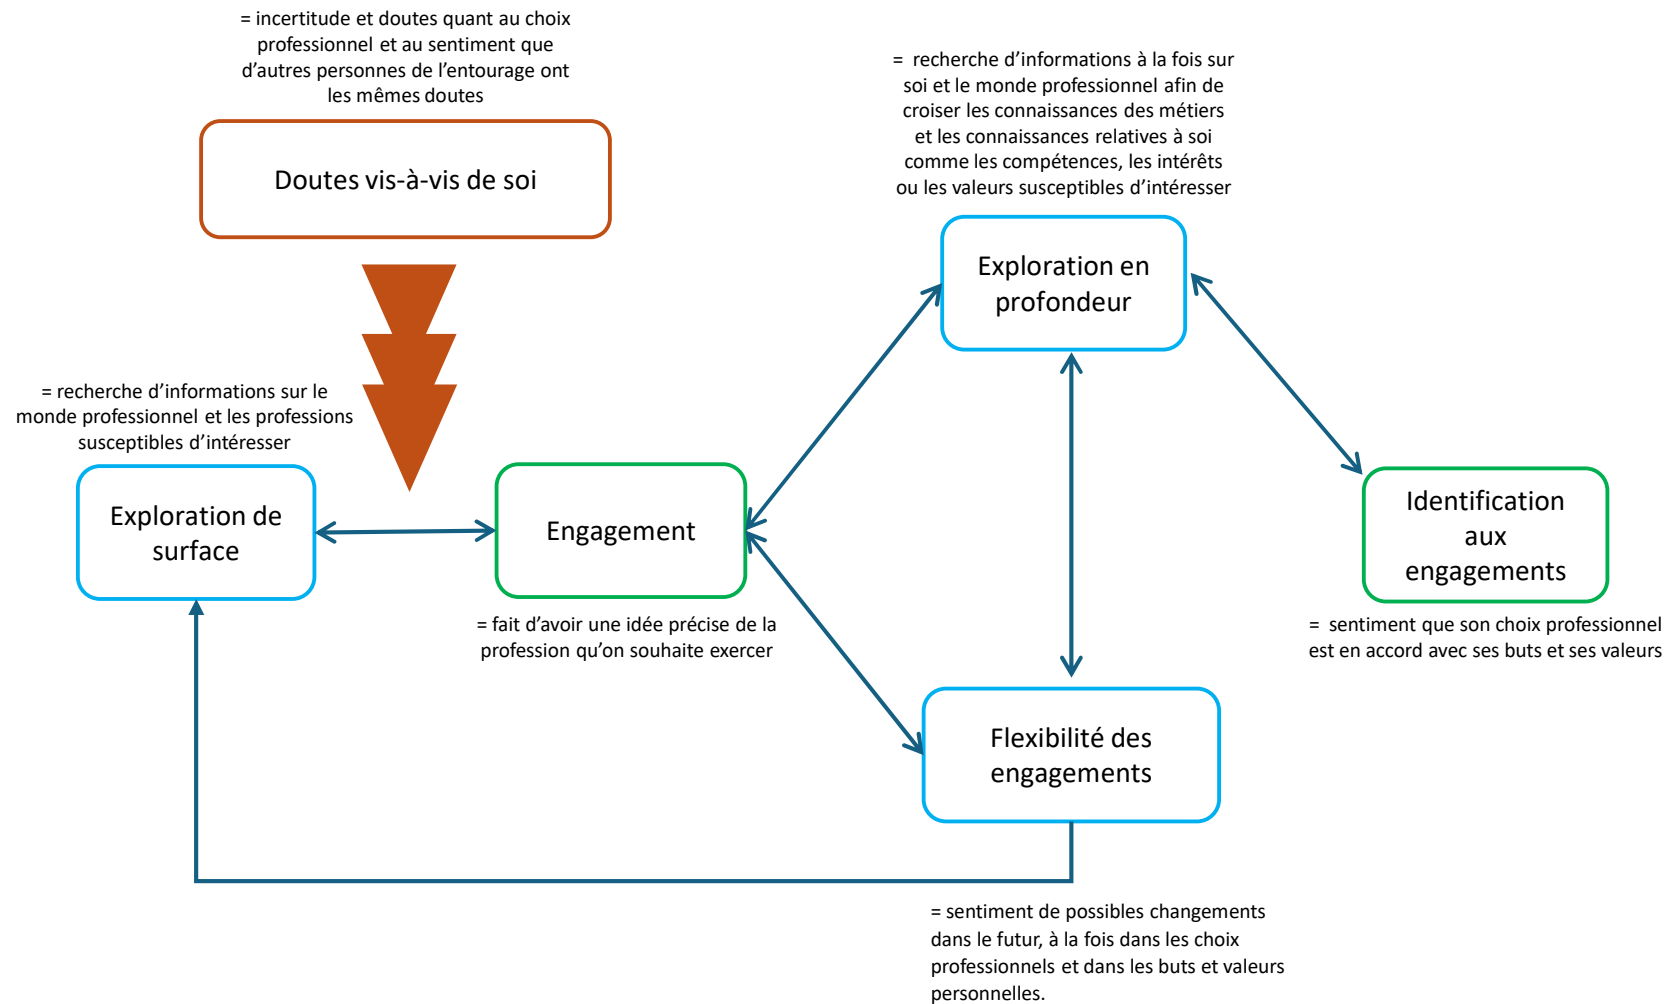 = incertitude et doutes quant au choix
professionnel et au sentiment que
d'autres personnes de l'entourage ont
les mêmes doutes
Doutes vis-à-vis de soi
= recherche d'informations à la fois sur
soi et le monde professionnel afin de
croiser les connaissances des métiers
et les connaissances relatives à soi
comme les compétences, les intérêts
ou les valeurs susceptibles d'intéresser
Exploration en
profondeur
= recherche d'informations sur le
monde professionnel et les professions
susceptibles d'intéresser
Exploration de
surface
Engagement
= fait d'avoir une idée précise de la
profession qu'on souhaite exercer
Identification
aux
engagements
= sentiment que son choix professionnel
est en accord avec ses buts et ses valeurs
Flexibilité des
engagements
= sentiment de possibles changements
dans le futur, à la fois dans les choix
professionnels et dans les buts et valeurs
personnelles.